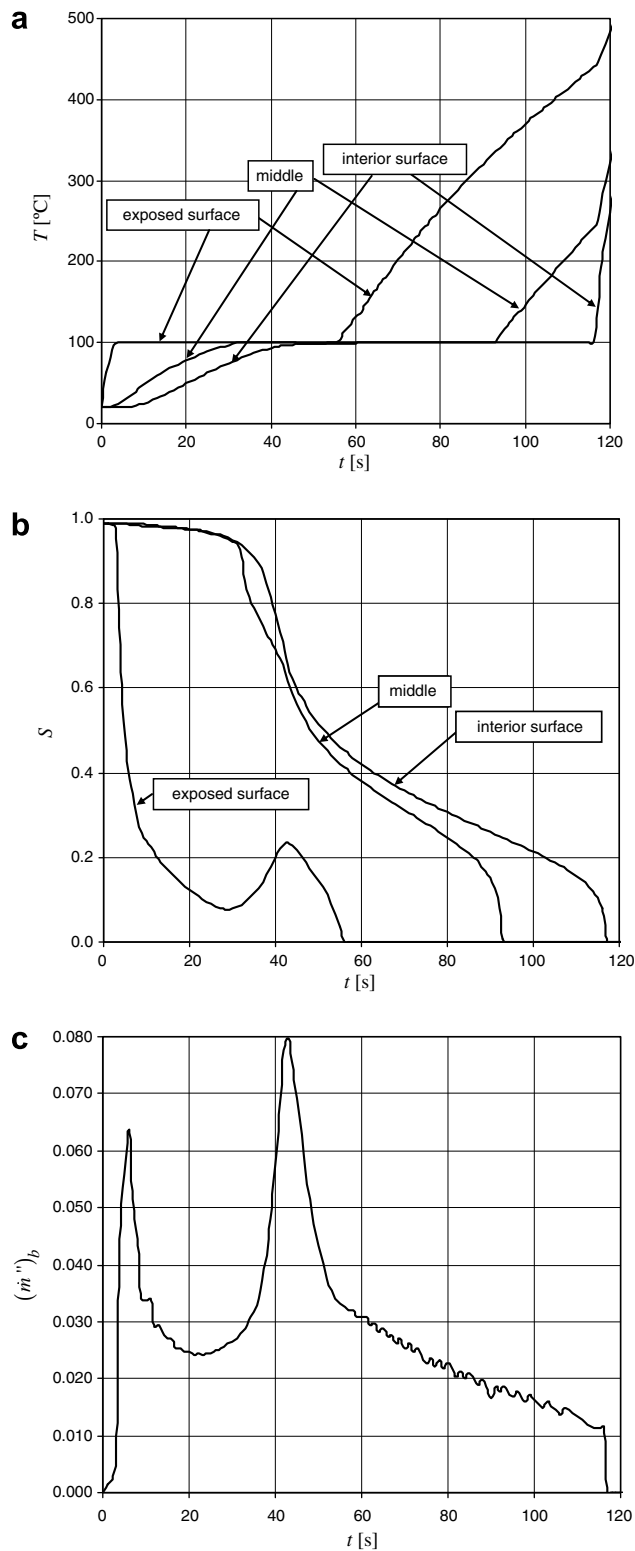 a
500
400
300
200
100
0
T [ºC]
interior surface
middle
exposed surface
0
20
40
60
80
100
120
t [s]
b
1.0
0.8
0.6
0.4
0.2
0.0
S
middle
interior surface
exposed surface
0
20
40
60
80
100
120
t [s]
c
0.080
0.070
0.060
0.050
0.040
0.030
0.020
0.010
0.000
(ṁ")b
0
20
40
60
80
100
120
t [s]